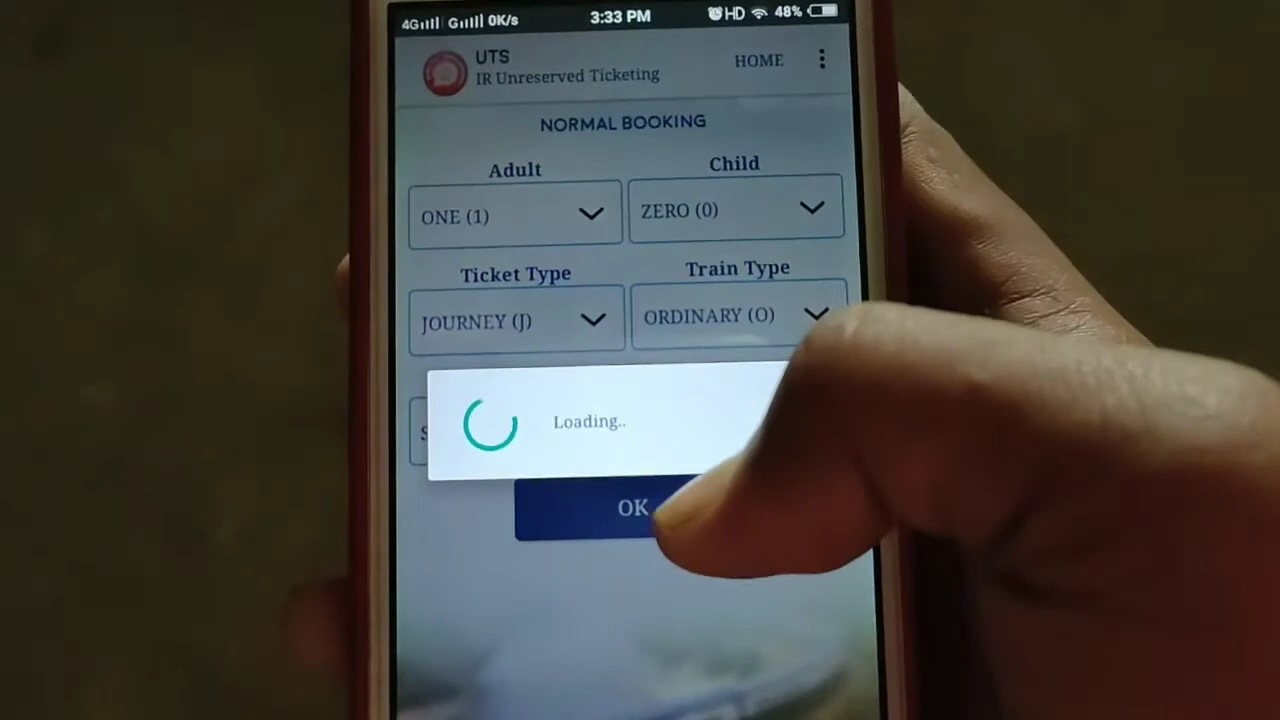 4G G 0K/s 3:33 PM HD 48%
UTS
IR Unreserved Ticketing
HOME
NORMAL BOOKING
Adult Child
ONE (1) ZERO (0)
Ticket Type Train Type
JOURNEY (J) ORDINARY (O)
Loading..
OK